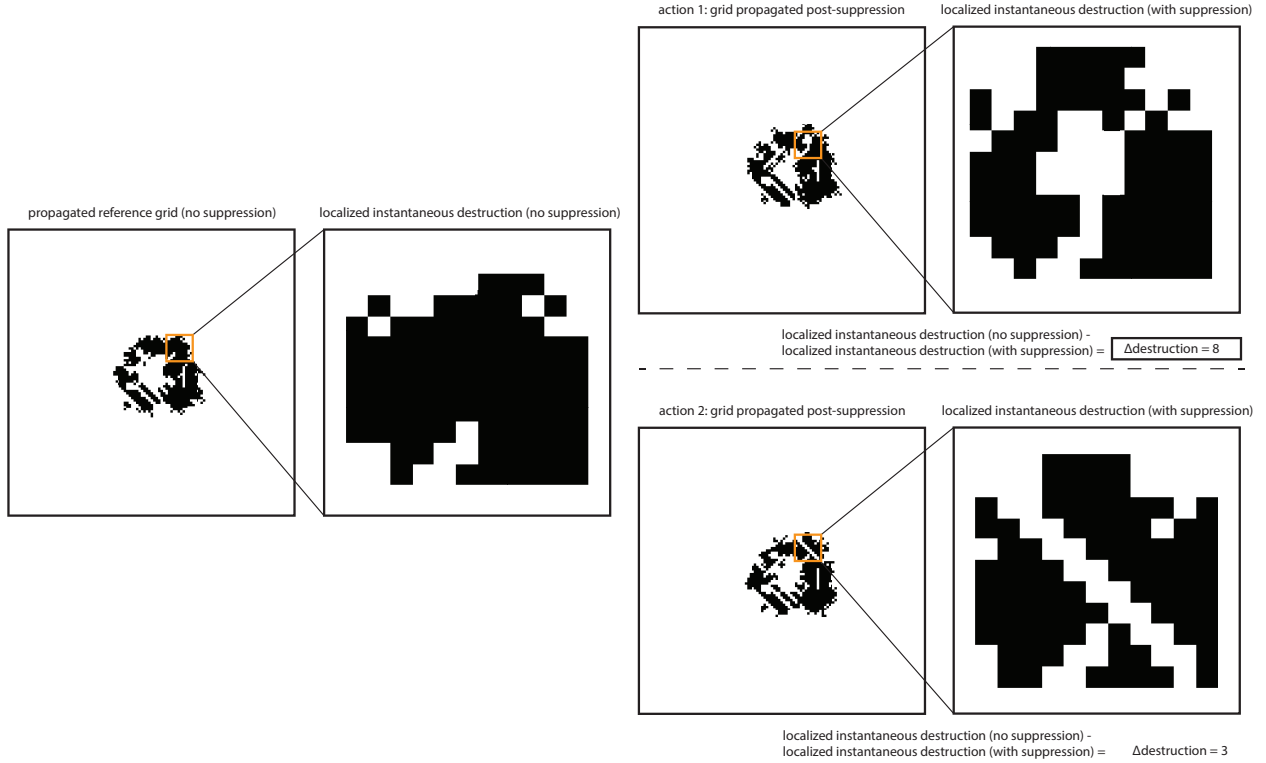 propagated reference grid (no suppression)
localized instantaneous destruction (no suppression)
action 1: grid propagated post-suppression
localized instantaneous destruction (with suppression)
localized instantaneous destruction (no suppression) -
localized instantaneous destruction (with suppression) = Δdestruction = 8
action 2: grid propagated post-suppression
localized instantaneous destruction (with suppression)
localized instantaneous destruction (no suppression) -
localized instantaneous destruction (with suppression) = Δdestruction = 3